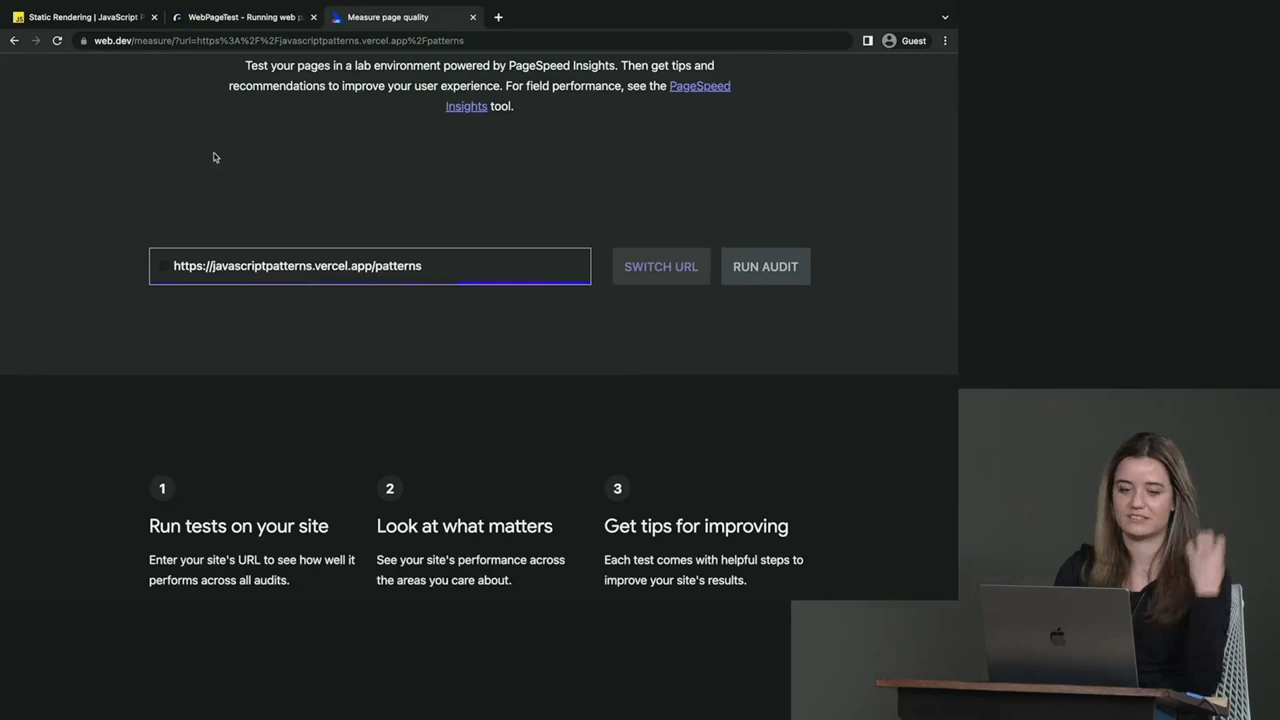 Static Rendering | JavaScript P
WebPageTest - Running web p
Measure page quality
web.dev/measure/?url=https%3A%2F%2Fjavascriptpatterns.vercel.app%2Fpatterns
Guest
Test your pages in a lab environment powered by PageSpeed Insights. Then get tips and
recommendations to improve your user experience. For field performance, see the PageSpeed
Insights tool.
https://javascriptpatterns.vercel.app/patterns
SWITCH URL
RUN AUDIT
1
Run tests on your site
Enter your site's URL to see how well it
performs across all audits.
2
Look at what matters
See your site's performance across
the areas you care about.
3
Get tips for improving
Each test comes with helpful steps to
improve your site's results.